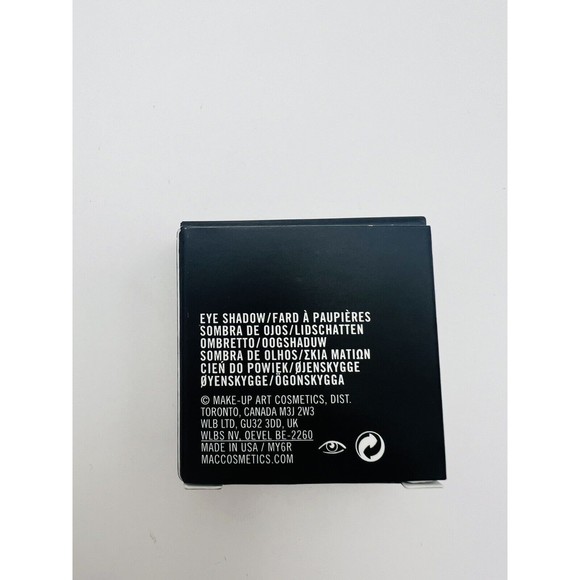 EYE SHADOW/FARD À PAUPIÈRES
SOMBRA DE OJOS/LIDSCHATTEN
OMBRETTO/OOGSHADUW
SOMBRA DE OLHOS/ΣΚΙΑ ΜΑΤΙΩΝ
CIEŃ DO POWIEK/ØJENSKYGGE
ØYENSKYGGE/ÖGONSKYGGA
© MAKE-UP ART COSMETICS, DIST.
TORONTO, CANADA M3J 2W3
WLB LTD, GU32 3DD, UK
WLBS NV, OEVEL BE-2260
MADE IN USA / MY6R
MACCOSMETICS.COM